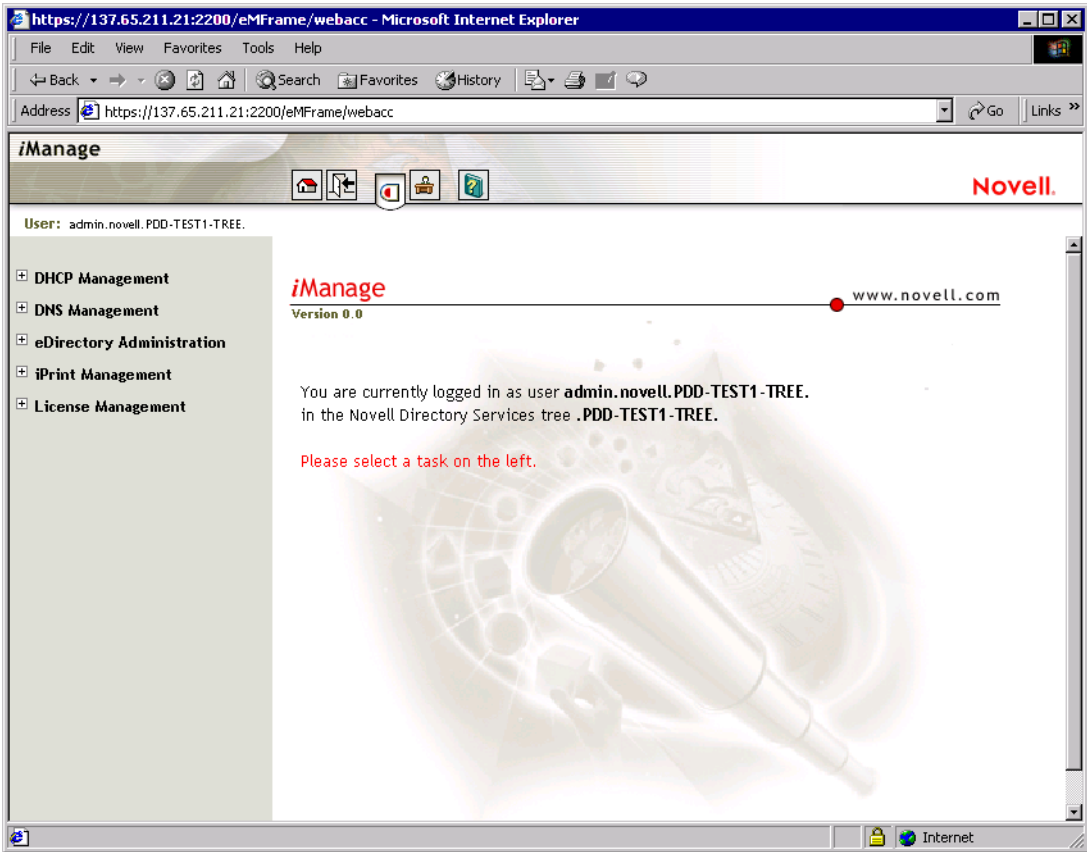 https://137.65.211.21:2200/eMFrame/webacc - Microsoft Internet Explorer
File Edit View Favorites Tools Help
Back Search Favorites History
Address https://137.65.211.21:2200/eMFrame/webacc Go Links »
iManage
Novell.
User: admin.novell.PDD-TEST1-TREE.
DHCP Management
DNS Management
eDirectory Administration
iPrint Management
License Management
iManage
www.novell.com
Version 0.0
You are currently logged in as user admin.novell.PDD-TEST1-TREE.
in the Novell Directory Services tree .PDD-TEST1-TREE.
Please select a task on the left.
Internet